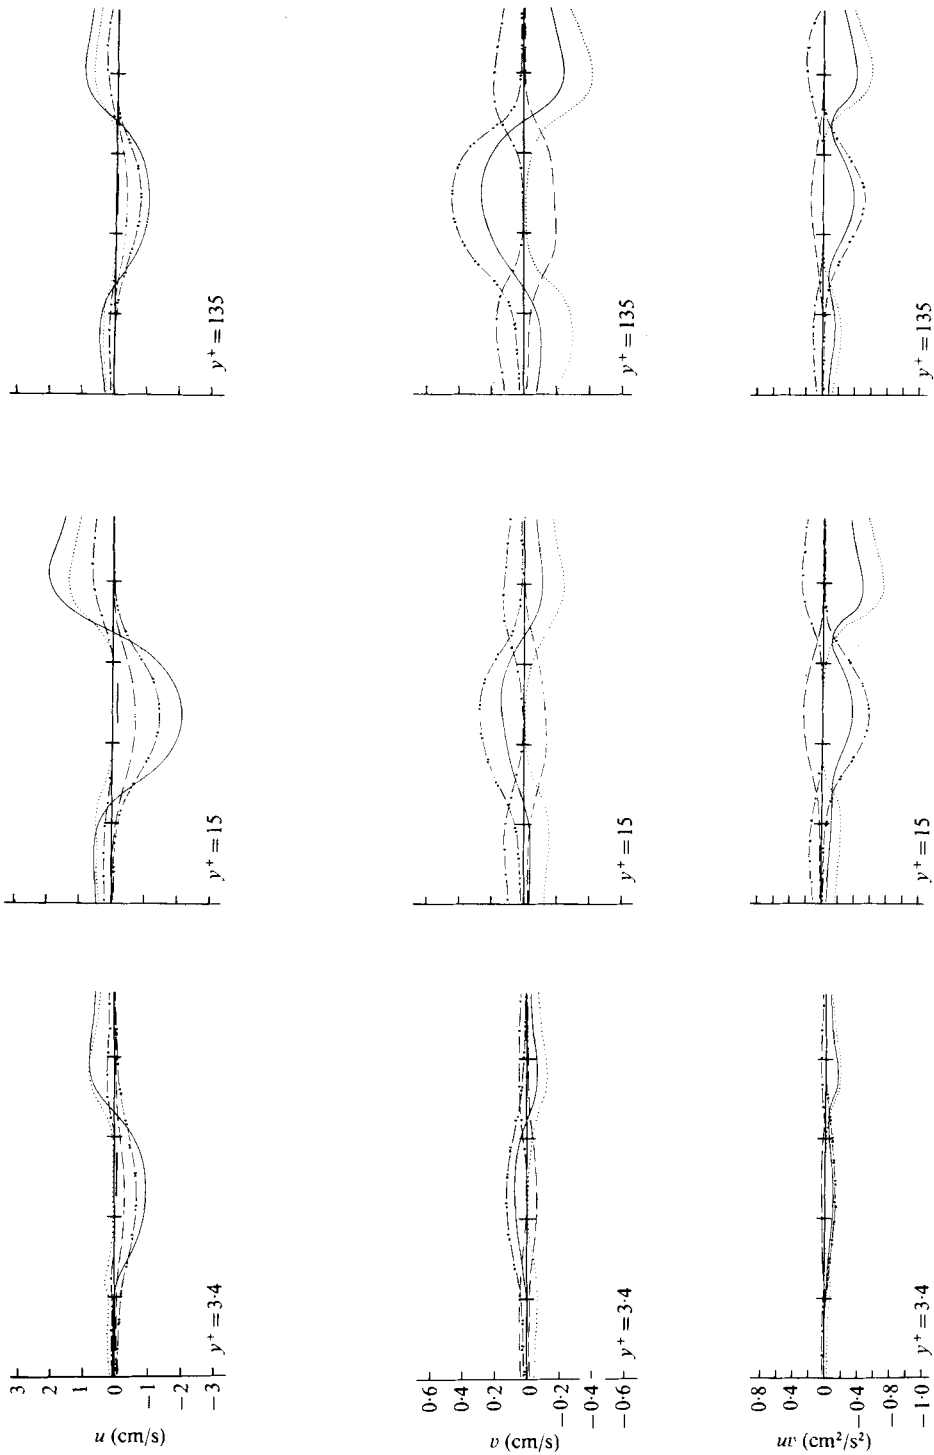 3
2
1
0
−1
−2
−3
u (cm/s)
y⁺ = 3·4
y⁺ = 15
y⁺ = 135
0·6
0·4
0·2
0
−0·2
−0·4
−0·6
v (cm/s)
y⁺ = 3·4
y⁺ = 15
y⁺ = 135
0·8
0·4
0
−0·4
−1·0
uv (cm²/s²)
y⁺ = 3·4
y⁺ = 15
y⁺ = 135